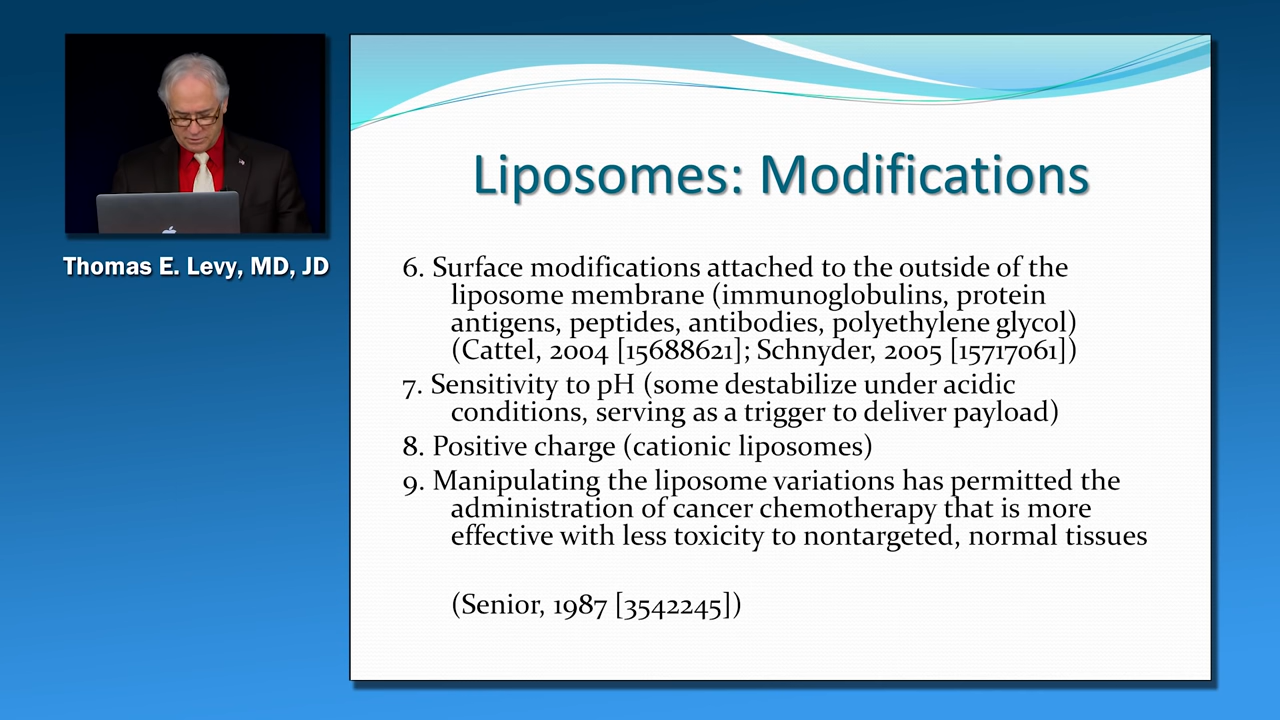 Thomas E. Levy, MD, JD
Liposomes: Modifications
6. Surface modifications attached to the outside of the
liposome membrane (immunoglobulins, protein
antigens, peptides, antibodies, polyethylene glycol)
(Cattel, 2004 [15688621]; Schnyder, 2005 [15717061])
7. Sensitivity to pH (some destabilize under acidic
conditions, serving as a trigger to deliver payload)
8. Positive charge (cationic liposomes)
9. Manipulating the liposome variations has permitted the
administration of cancer chemotherapy that is more
effective with less toxicity to nontargeted, normal tissues
(Senior, 1987 [3542245])